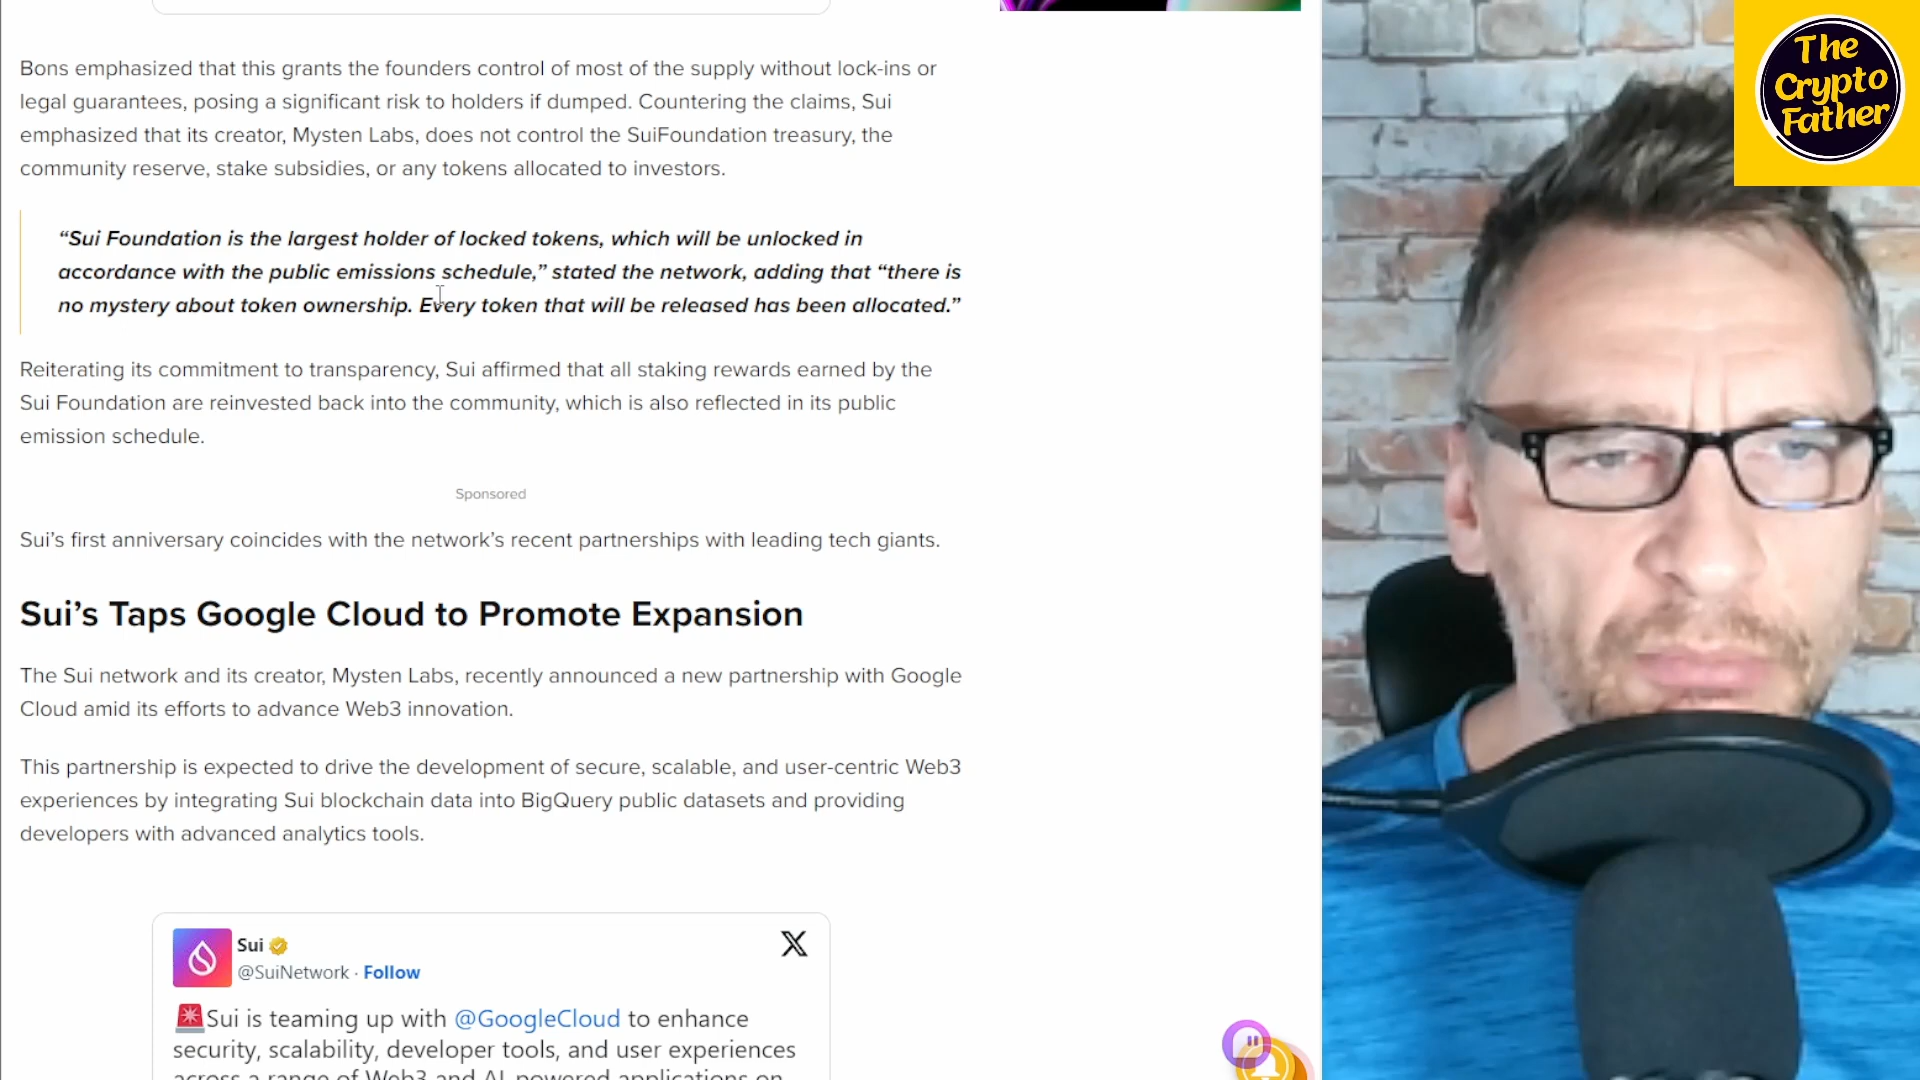 Bons emphasized that this grants the founders control of most of the supply without lock-ins or
legal guarantees, posing a significant risk to holders if dumped. Countering the claims, Sui
emphasized that its creator, Mysten Labs, does not control the SuiFoundation treasury, the
community reserve, stake subsidies, or any tokens allocated to investors.
“Sui Foundation is the largest holder of locked tokens, which will be unlocked in
accordance with the public emissions schedule,” stated the network, adding that “there is
no mystery about token ownership. Every token that will be released has been allocated.”
Reiterating its commitment to transparency, Sui affirmed that all staking rewards earned by the
Sui Foundation are reinvested back into the community, which is also reflected in its public
emission schedule.
Sponsored
Sui’s first anniversary coincides with the network’s recent partnerships with leading tech giants.
Sui’s Taps Google Cloud to Promote Expansion
The Sui network and its creator, Mysten Labs, recently announced a new partnership with Google
Cloud amid its efforts to advance Web3 innovation.
This partnership is expected to drive the development of secure, scalable, and user-centric Web3
experiences by integrating Sui blockchain data into BigQuery public datasets and providing
developers with advanced analytics tools.
Sui
@SuiNetwork · Follow
Sui is teaming up with @GoogleCloud to enhance
security, scalability, developer tools, and user experiences
across a range of Web3 and AI-powered applications on
The
Crypto
Father